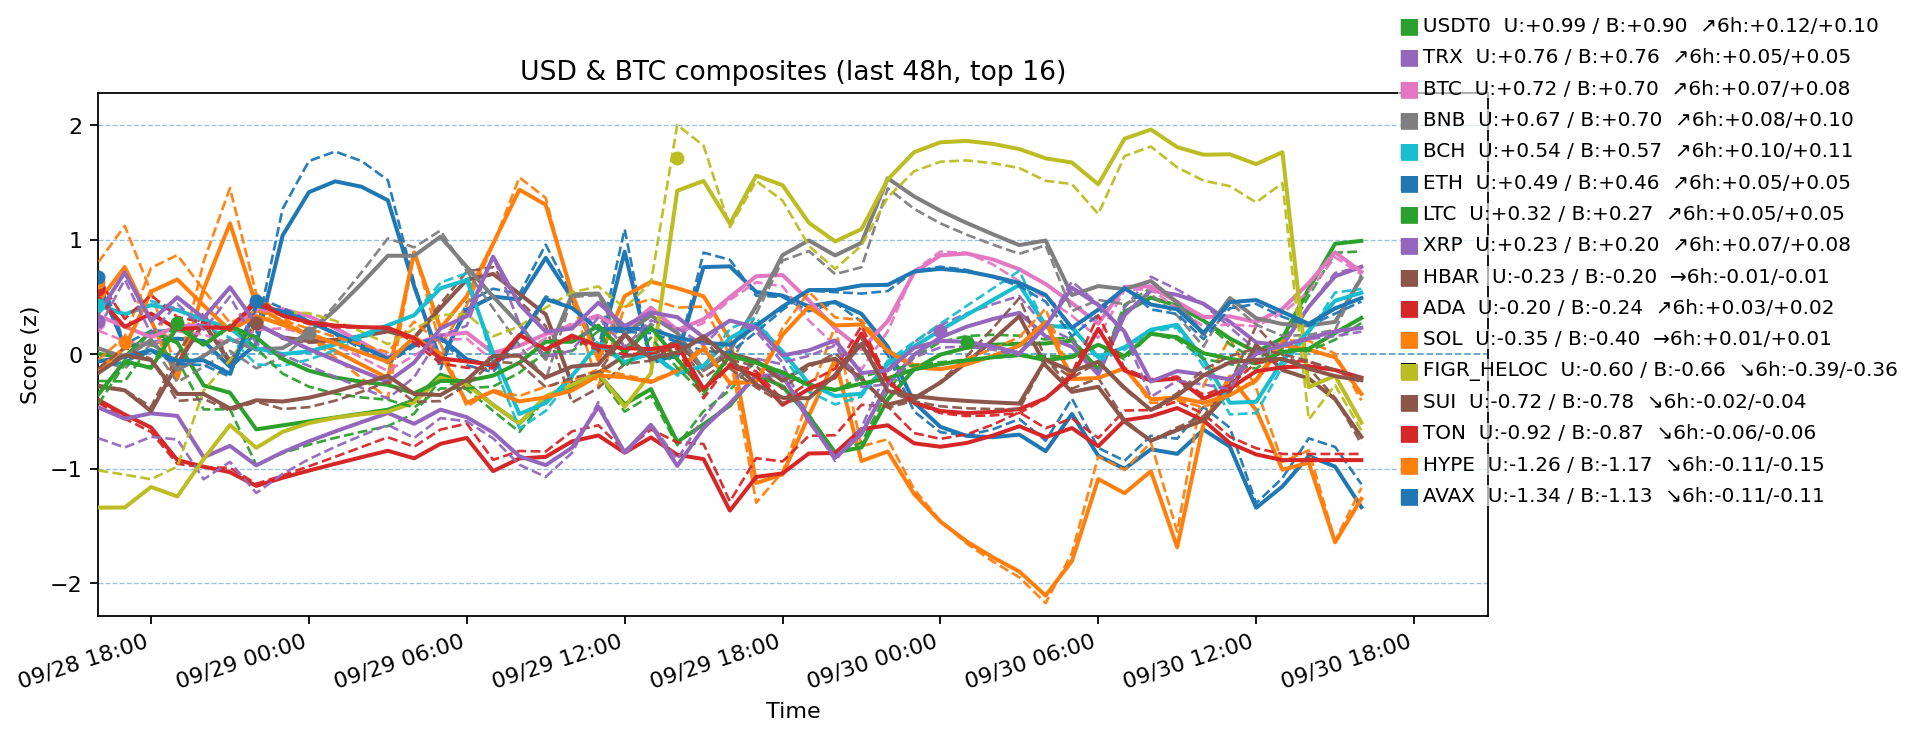 USD & BTC composites (last 48h, top 16)
USDT0 U:+0.99 / B:+0.90 ↗6h:+0.12/+0.10
TRX U:+0.76 / B:+0.76 ↗6h:+0.05/+0.05
BTC U:+0.72 / B:+0.70 ↗6h:+0.07/+0.08
BNB U:+0.67 / B:+0.70 ↗6h:+0.08/+0.10
BCH U:+0.54 / B:+0.57 ↗6h:+0.10/+0.11
ETH U:+0.49 / B:+0.46 ↗6h:+0.05/+0.05
LTC U:+0.32 / B:+0.27 ↗6h:+0.05/+0.05
XRP U:+0.23 / B:+0.20 ↗6h:+0.07/+0.08
HBAR U:-0.23 / B:-0.20 →6h:-0.01/-0.01
ADA U:-0.20 / B:-0.24 ↗6h:+0.03/+0.02
SOL U:-0.35 / B:-0.40 →6h:+0.01/+0.01
FIGR_HELOC U:-0.60 / B:-0.66 ↘6h:-0.39/-0.36
SUI U:-0.72 / B:-0.78 ↘6h:-0.02/-0.04
TON U:-0.92 / B:-0.87 ↘6h:-0.06/-0.06
HYPE U:-1.26 / B:-1.17 ↘6h:-0.11/-0.15
AVAX U:-1.34 / B:-1.13 ↘6h:-0.11/-0.11
Score (z)
2
1
0
−1
−2
09/28 18:00
09/29 00:00
09/29 06:00
09/29 12:00
09/29 18:00
09/30 00:00
09/30 06:00
09/30 12:00
09/30 18:00
Time